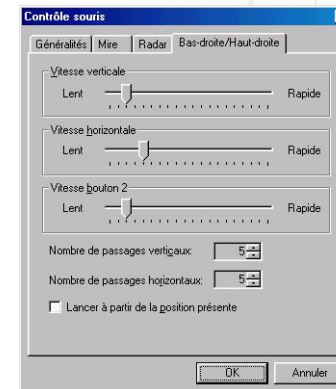 Contrôle souris
Généralités Mire Radar Bas-droite/Haut-droite
Vitesse verticale
Lent Rapide
Vitesse horizontale
Lent Rapide
Vitesse bouton 2
Lent Rapide
Nombre de passages verticaux: 5
Nombre de passages horizontaux: 5
Lancer à partir de la position présente
OK Annuler